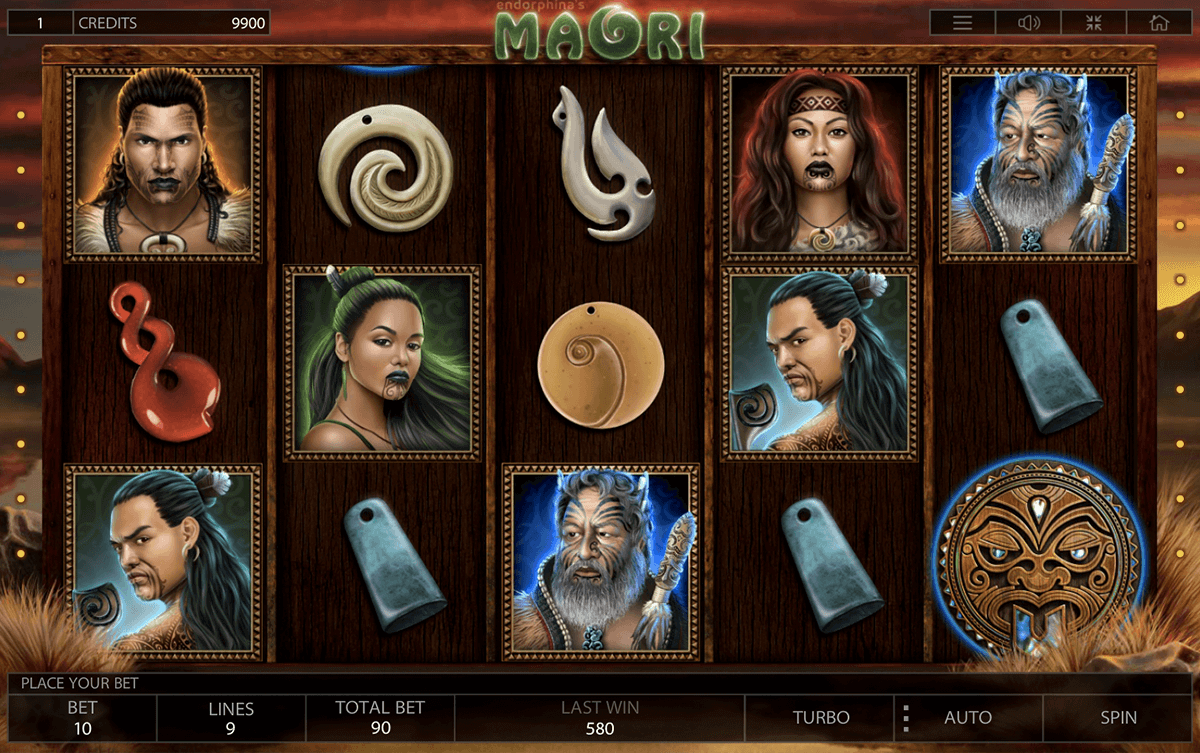 1
CREDITS 9900
endorphina's
MAORI
PLACE YOUR BET
BET
10
LINES
9
TOTAL BET
90
LAST WIN
580
TURBO
AUTO
SPIN